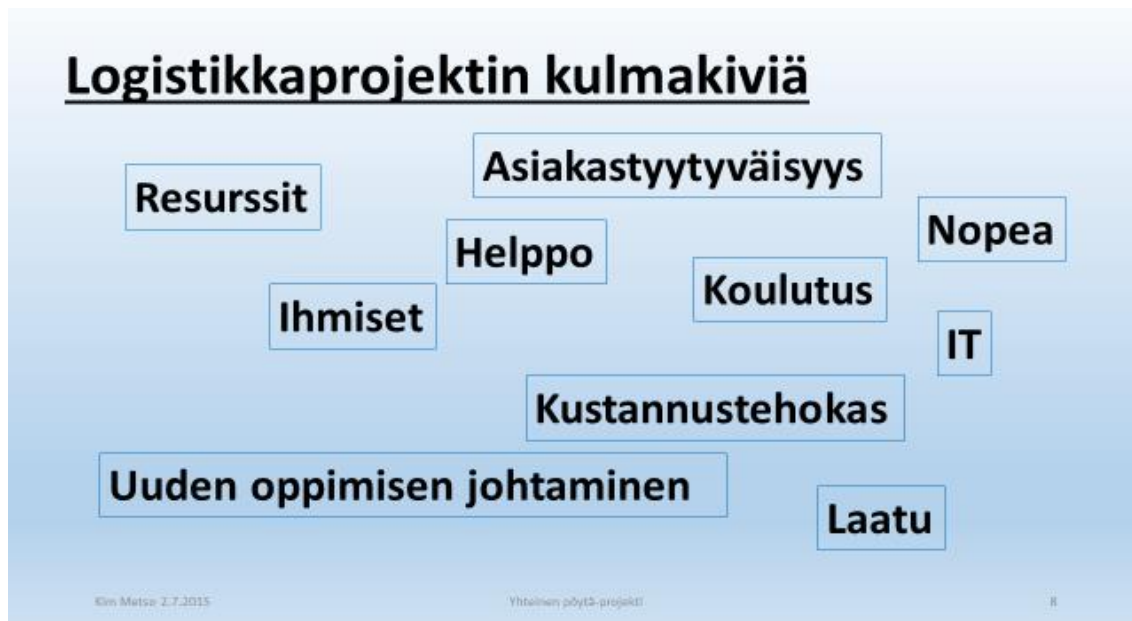 Logistikkaprojektin kulmakiviä
Asiakastyytyväisyys
Resurssit
Nopea
Helppo
Koulutus
Ihmiset
IT
Kustannustehokas
Uuden oppimisen johtaminen
Laatu
Kim Metso 2.7.2015
Yhteinen pöytä-projekti
8